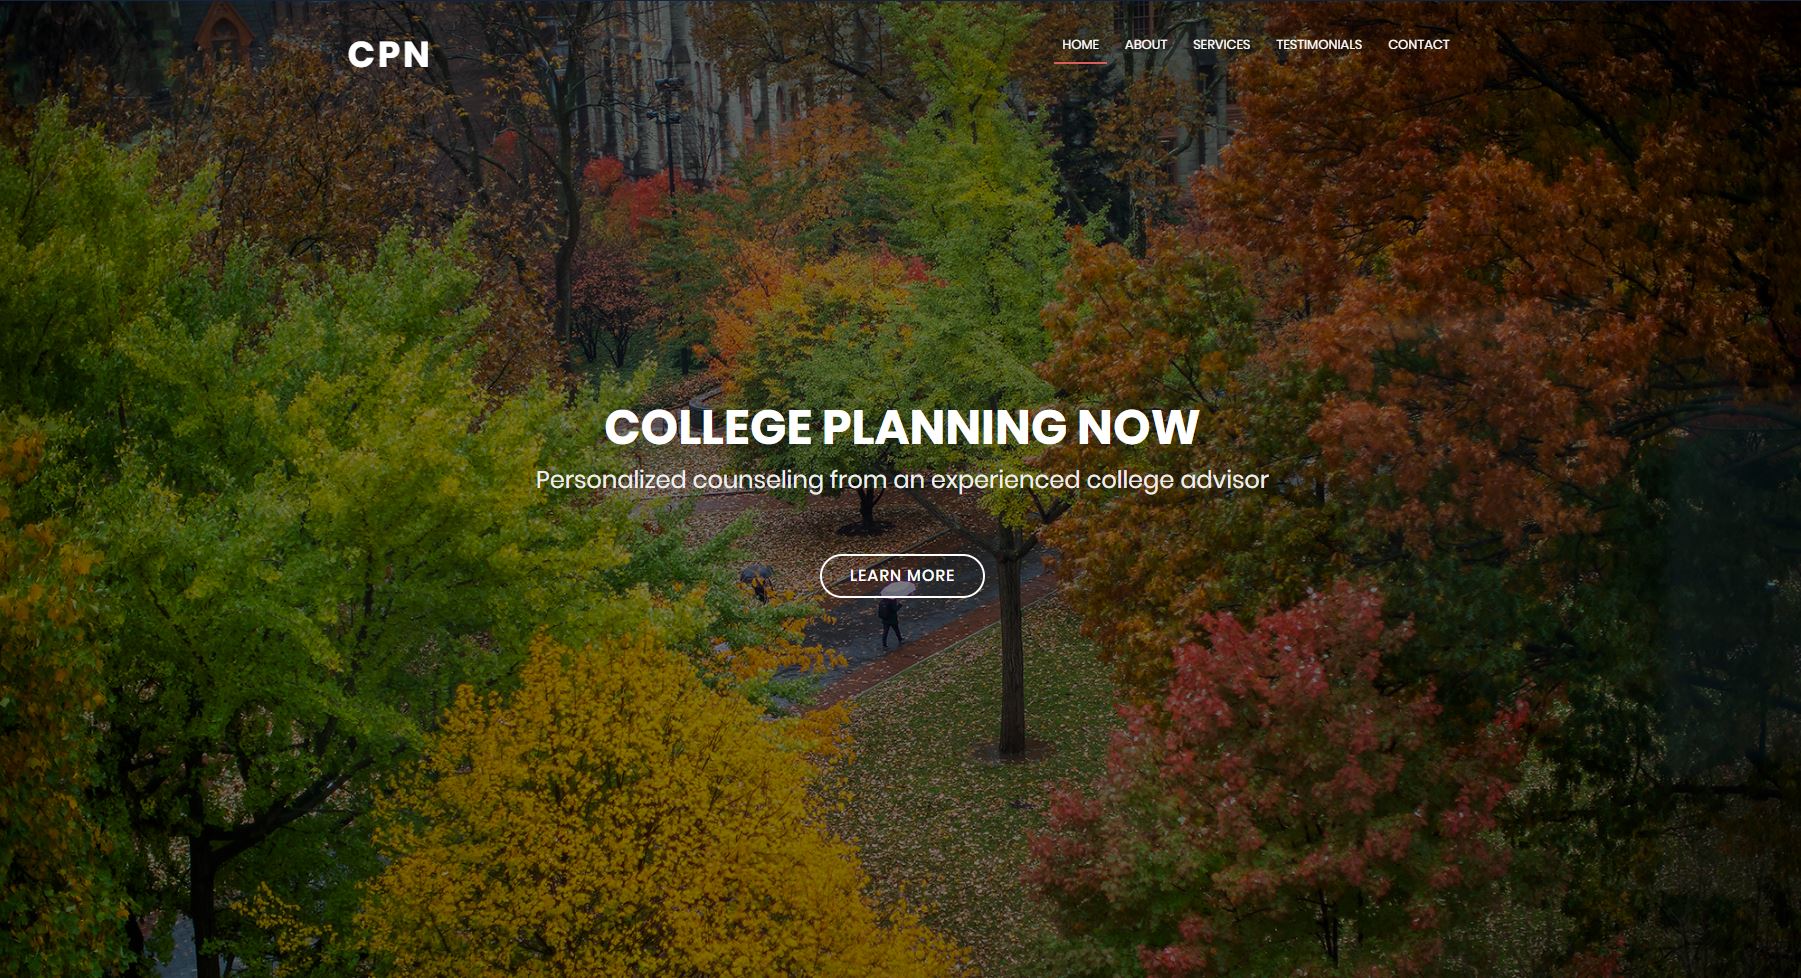 CPN
HOME ABOUT SERVICES TESTIMONIALS CONTACT
COLLEGE PLANNING NOW
Personalized counseling from an experienced college advisor
LEARN MORE